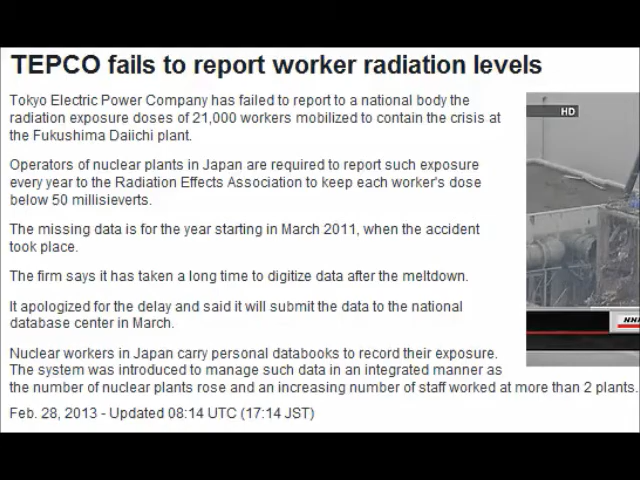 TEPCO fails to report worker radiation levels
Tokyo Electric Power Company has failed to report to a national body the
radiation exposure doses of 21,000 workers mobilized to contain the crisis at
the Fukushima Daiichi plant.
HD
Operators of nuclear plants in Japan are required to report such exposure
every year to the Radiation Effects Association to keep each worker's dose
below 50 millisieverts.
The missing data is for the year starting in March 2011, when the accident
took place.
The firm says it has taken a long time to digitize data after the meltdown.
It apologized for the delay and said it will submit the data to the national
database center in March.
Nuclear workers in Japan carry personal databooks to record their exposure.
The system was introduced to manage such data in an integrated manner as
the number of nuclear plants rose and an increasing number of staff worked at more than 2 plants.
Feb. 28, 2013 - Updated 08:14 UTC (17:14 JST)